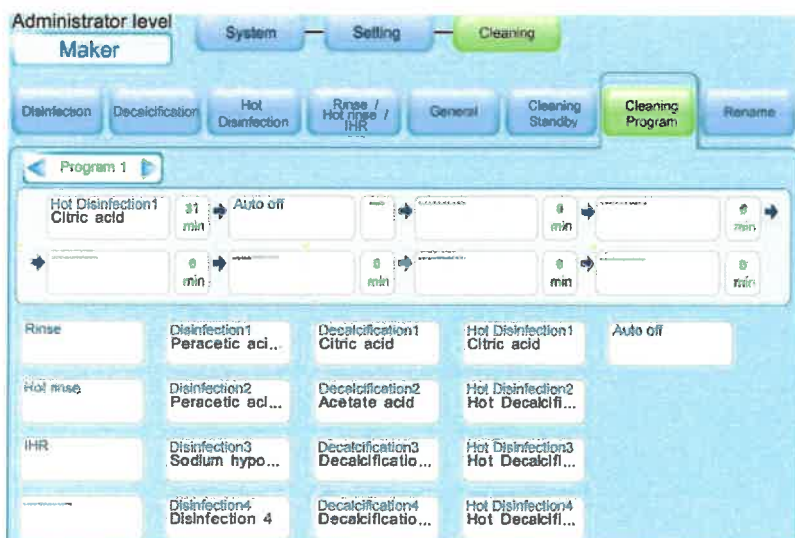 Administrator level
Maker
System
Setting
Cleaning
Disinfection
Decalcification
Hot
Disinfection
Rinse /
Hot rinse /
IHR
General
Cleaning
Standby
Cleaning
Program
Rename
Program 1
Hot Disinfection1
Citric acid
31
min
Auto off
0
min
0
min
0
min
0
min
0
min
0
min
Rinse
Disinfection1
Peracetic aci...
Decalcification1
Citric acid
Hot Disinfection1
Citric acid
Auto off
Hot rinse
Disinfection2
Peracetic aci...
Decalcification2
Acetate acid
Hot Disinfection2
Hot Decalcifi...
IHR
Disinfection3
Sodium hypo...
Decalcification3
Decalcificatio...
Hot Disinfection3
Hot Decalcifi...
Disinfection4
Disinfection 4
Decalcification4
Decalcificatio...
Hot Disinfection4
Hot Decalcifi...